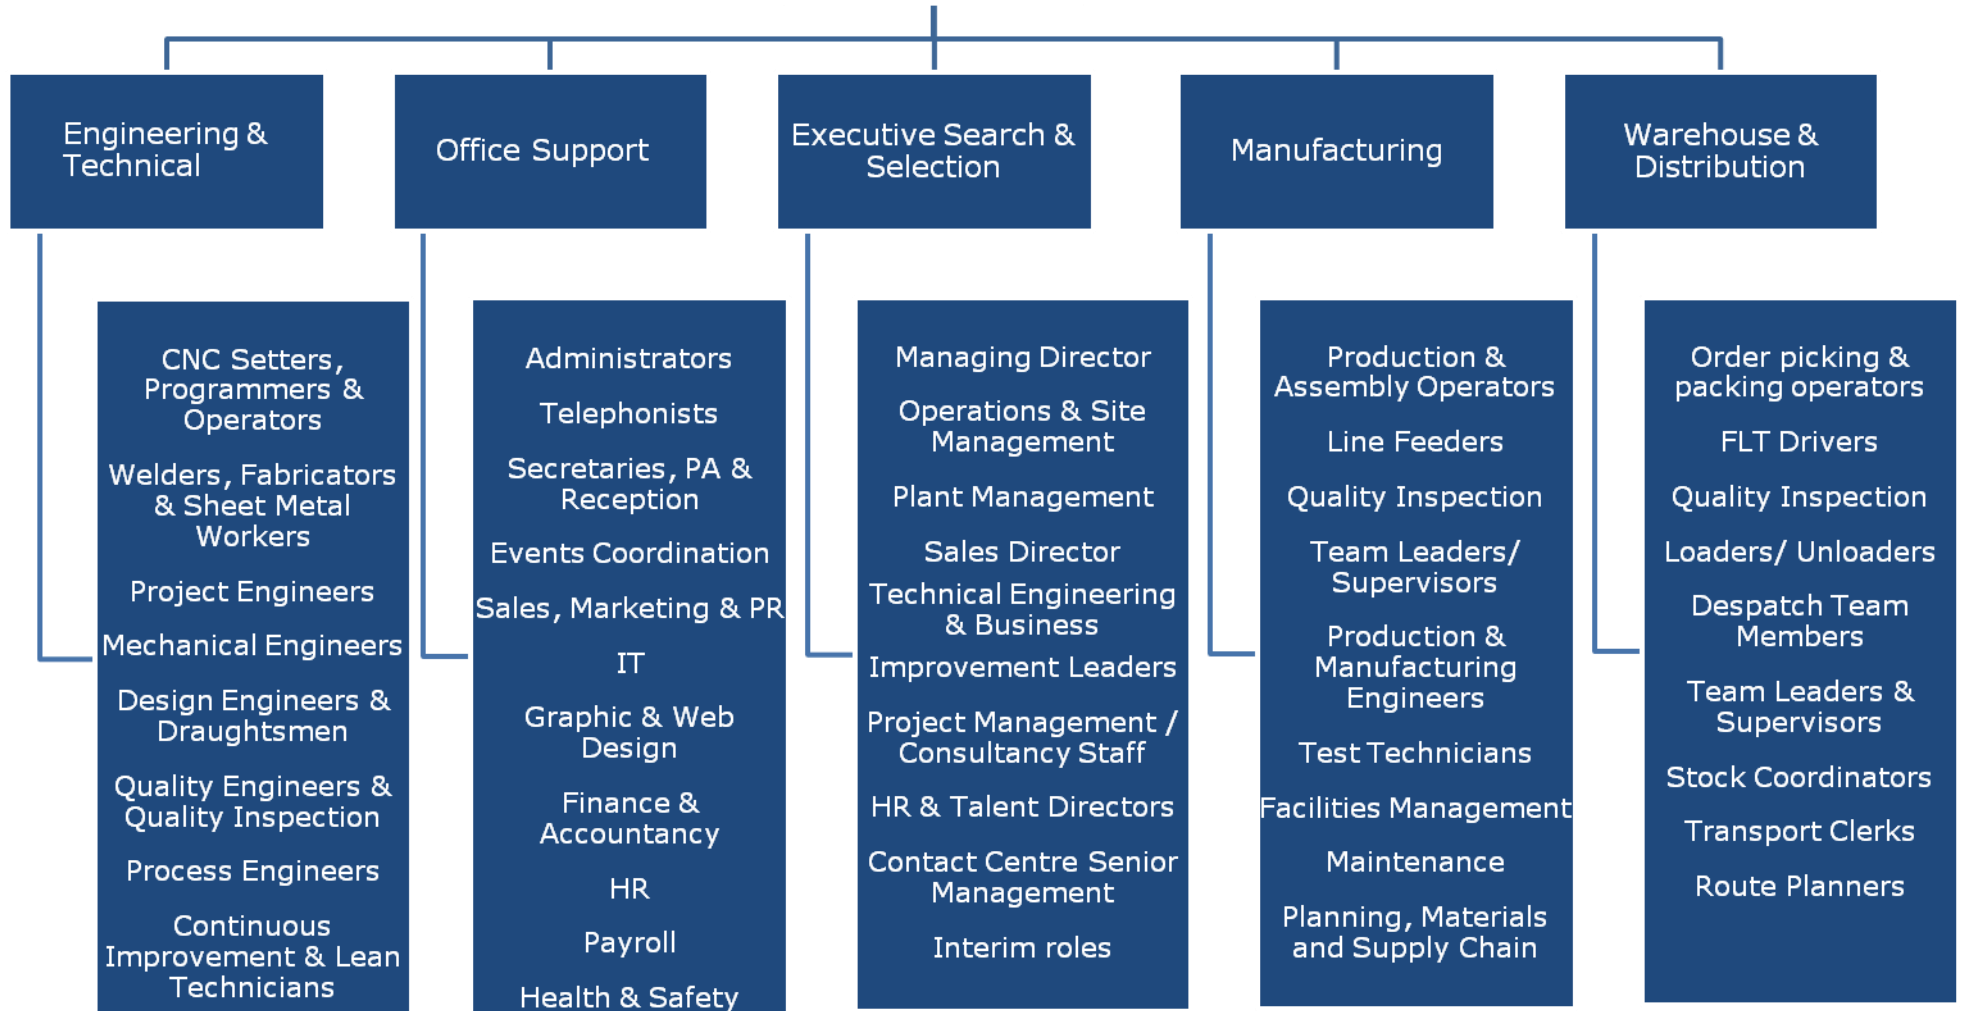 Engineering &
Technical
Office Support
Executive Search &
Selection
Manufacturing
Warehouse &
Distribution
CNC Setters,
Programmers &
Operators
Welders, Fabricators
& Sheet Metal
Workers
Project Engineers
Mechanical Engineers
Design Engineers &
Draughtsmen
Quality Engineers &
Quality Inspection
Process Engineers
Continuous
Improvement & Lean
Technicians
Administrators
Telephonists
Secretaries, PA &
Reception
Events Coordination
Sales, Marketing & PR
IT
Graphic & Web
Design
Finance &
Accountancy
HR
Payroll
Health & Safety
Managing Director
Operations & Site
Management
Plant Management
Sales Director
Technical Engineering
& Business
Improvement Leaders
Project Management /
Consultancy Staff
HR & Talent Directors
Contact Centre Senior
Management
Interim roles
Production &
Assembly Operators
Line Feeders
Quality Inspection
Team Leaders/
Supervisors
Production &
Manufacturing
Engineers
Test Technicians
Facilities Management
Maintenance
Planning, Materials
and Supply Chain
Order picking &
packing operators
FLT Drivers
Quality Inspection
Loaders/ Unloaders
Despatch Team
Members
Team Leaders &
Supervisors
Stock Coordinators
Transport Clerks
Route Planners